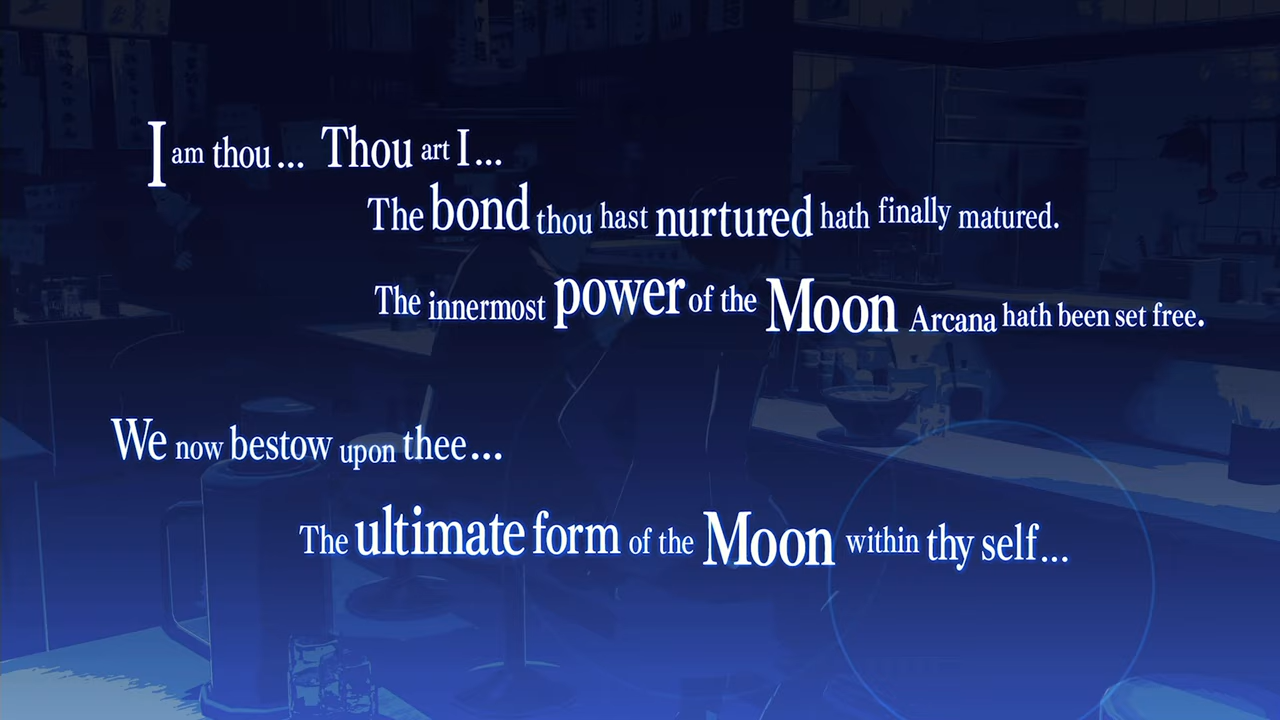 I am thou... Thou art I...
The bond thou hast nurtured hath finally matured.
The innermost power of the Moon Arcana hath been set free.
We now bestow upon thee...
The ultimate form of the Moon within thy self...